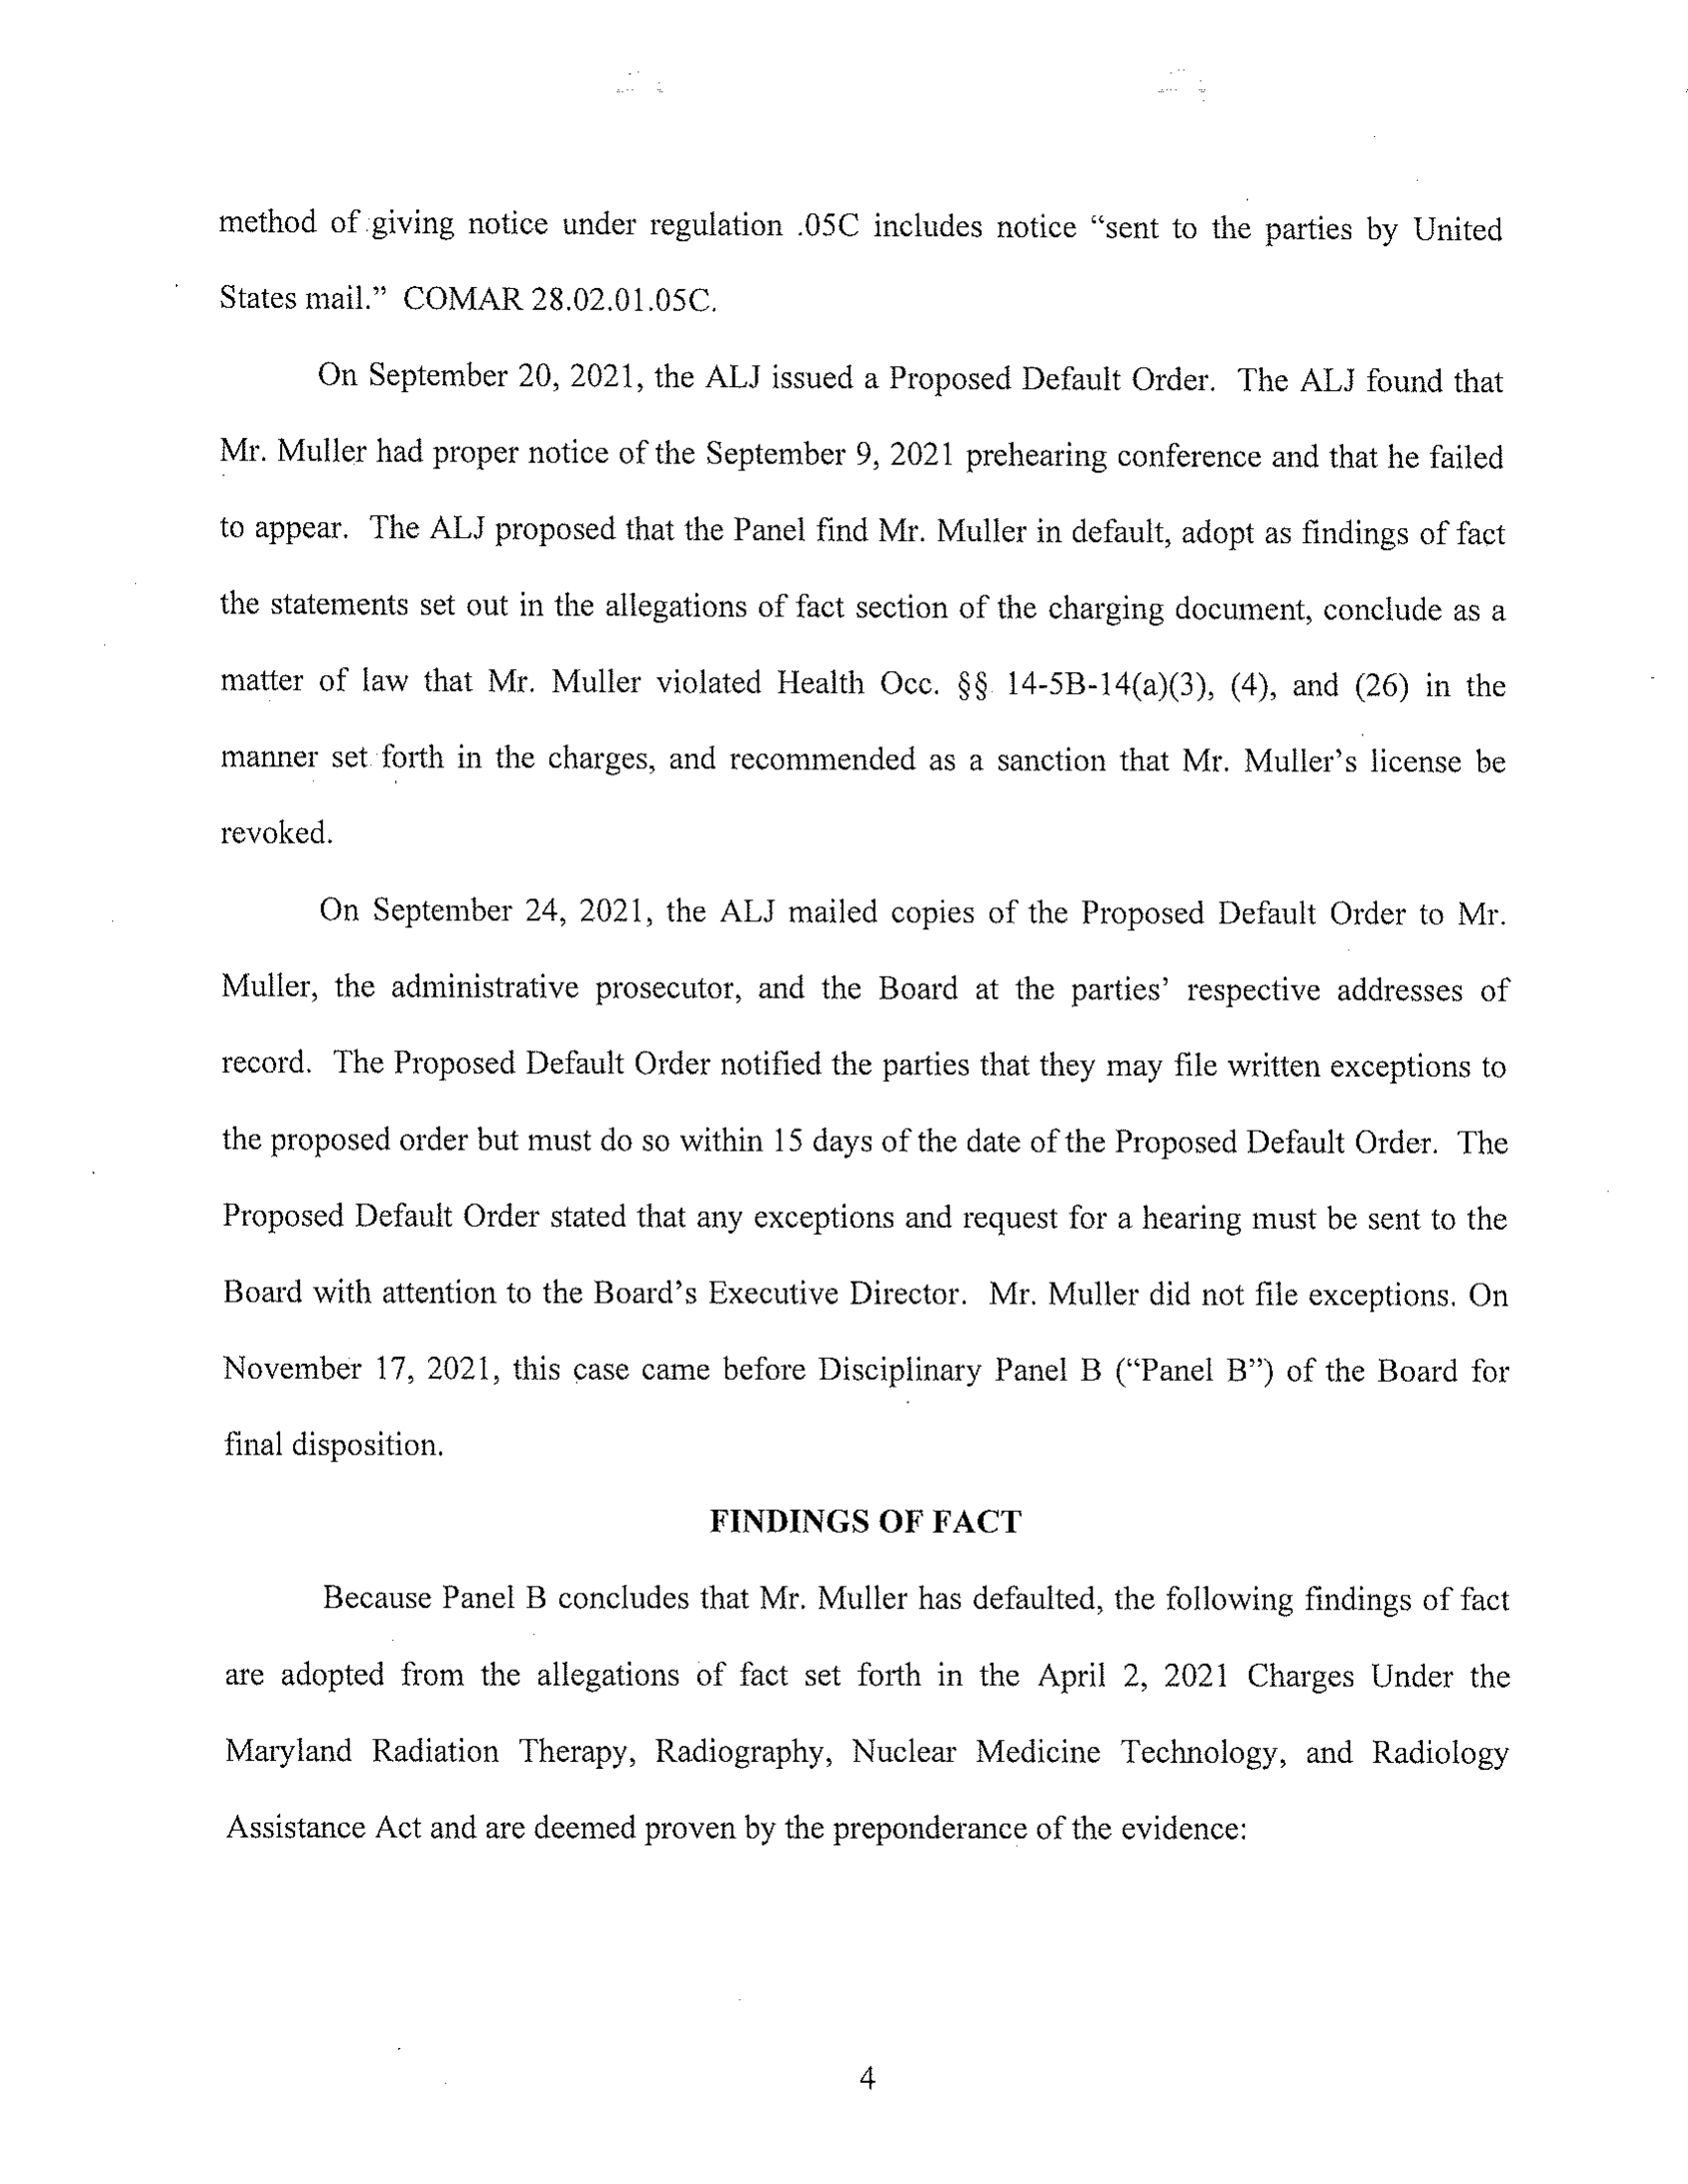 method of giving notice under regulation .05C includes notice “sent to the parties by United
States mail.” COMAR 28.02.01.05C.
On September 20, 2021, the ALJ issued a Proposed Default Order. The ALJ found that
Mr. Muller had proper notice of the September 9, 2021 prehearing conference and that he failed
to appear. The ALJ proposed that the Panel find Mr. Muller in default, adopt as findings of fact
the statements set out in the allegations of fact section of the charging document, conclude as a
matter of law that Mr. Muller violated Health Occ. §§ 14-5B-14(a)(3), (4), and (26) in the
manner set forth in the charges, and recommended as a sanction that Mr. Muller’s license be
revoked.
On September 24, 2021, the ALJ mailed copies of the Proposed Default Order to Mr.
Muller, the administrative prosecutor, and the Board at the parties’ respective addresses of
record. The Proposed Default Order notified the parties that they may file written exceptions to
the proposed order but must do so within 15 days of the date of the Proposed Default Order. The
Proposed Default Order stated that any exceptions and request for a hearing must be sent to the
Board with attention to the Board’s Executive Director. Mr. Muller did not file exceptions. On
November 17, 2021, this case came before Disciplinary Panel B (“Panel B”) of the Board for
final disposition.
FINDINGS OF FACT
Because Panel B concludes that Mr. Muller has defaulted, the following findings of fact
are adopted from the allegations of fact set forth in the April 2, 2021 Charges Under the
Maryland Radiation Therapy, Radiography, Nuclear Medicine Technology, and Radiology
Assistance Act and are deemed proven by the preponderance of the evidence:
4